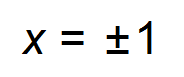 x = ±1